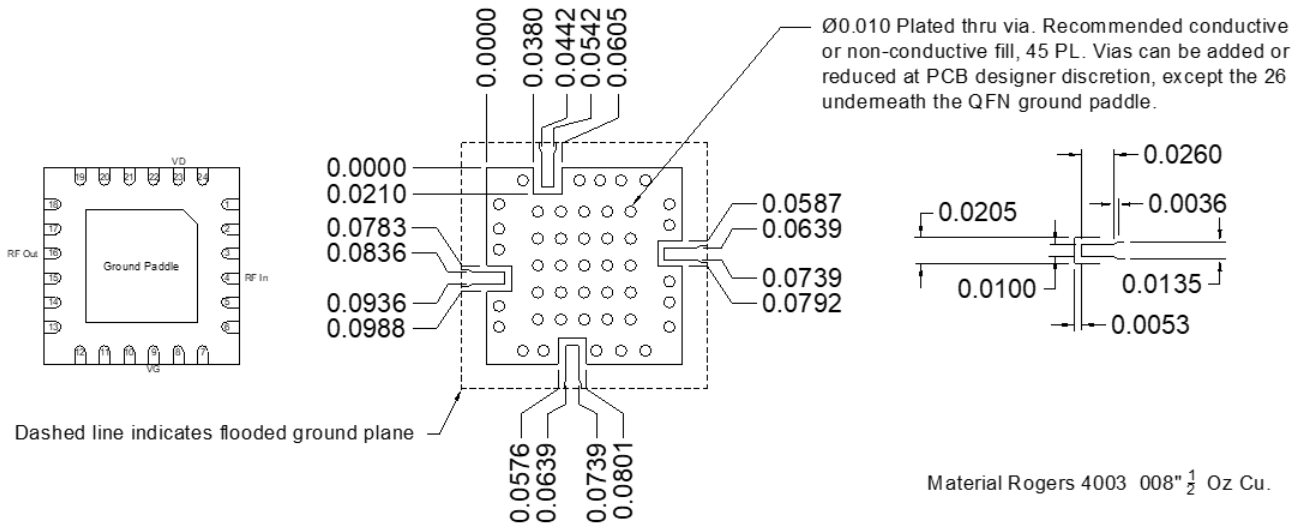 0.0000
0.0380
0.0442
0.0542
0.0605
Ø0.010 Plated thru via. Recommended conductive
or non-conductive fill, 45 PL. Vias can be added or
reduced at PCB designer discretion, except the 26
underneath the QFN ground paddle.
VD
19 20 21 22 23 24
18
17
16
15
14
13
RF Out
Ground Paddle
1
2
3
4
5
6
RF In
12 11 10 9 8 7
VG
0.0000
0.0210
0.0783
0.0836
0.0936
0.0988
0.0587
0.0639
0.0739
0.0792
0.0576
0.0639
0.0739
0.0801
0.0260
0.0036
0.0205
0.0100
0.0135
0.0053
Dashed line indicates flooded ground plane
Material Rogers 4003 008" 1/2 Oz Cu.